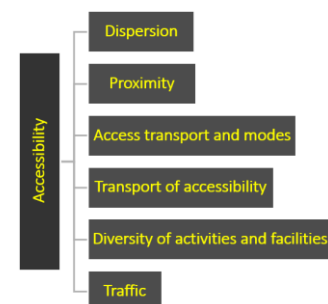 Accessibility
Dispersion
Proximity
Access transport and modes
Transport of accessibility
Diversity of activities and facilities
Traffic